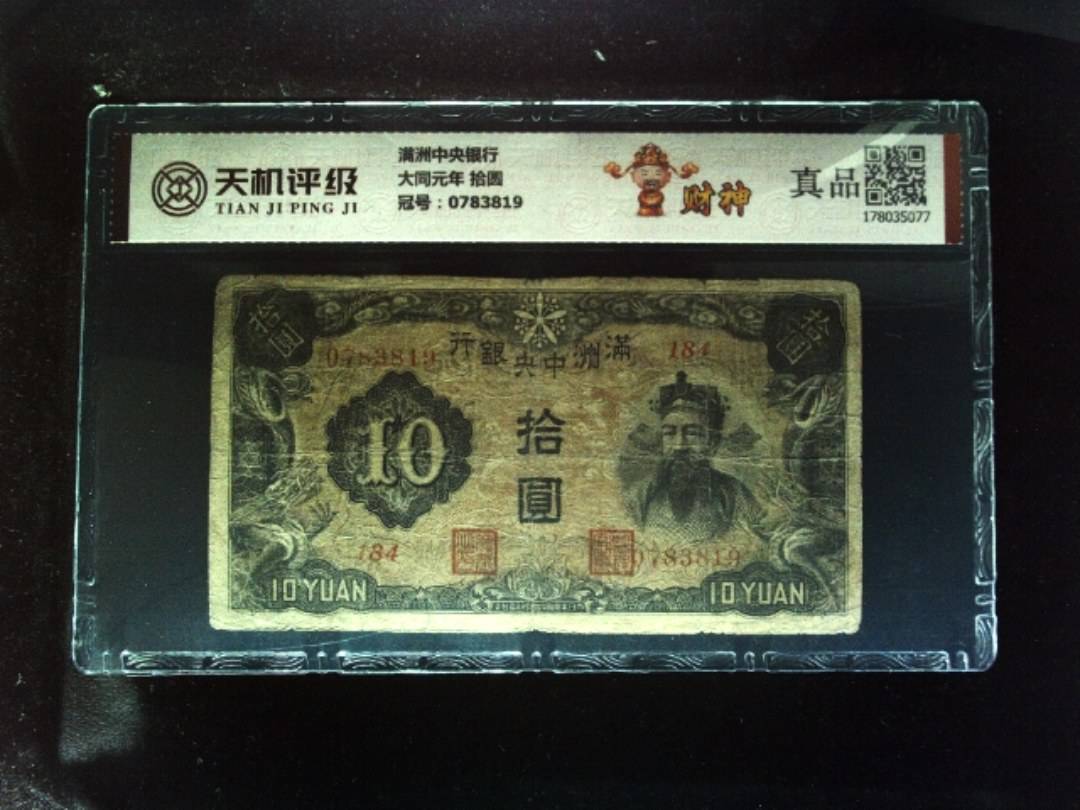 天机评级
TIAN JI PING JI
满洲中央银行
大同元年 拾圆
冠号:0783819
财神
真品
178035077
拾圓
拾圓
0783819
行銀央中洲滿
184
10
拾
圓
184
0783819
10 YUAN
10 YUAN